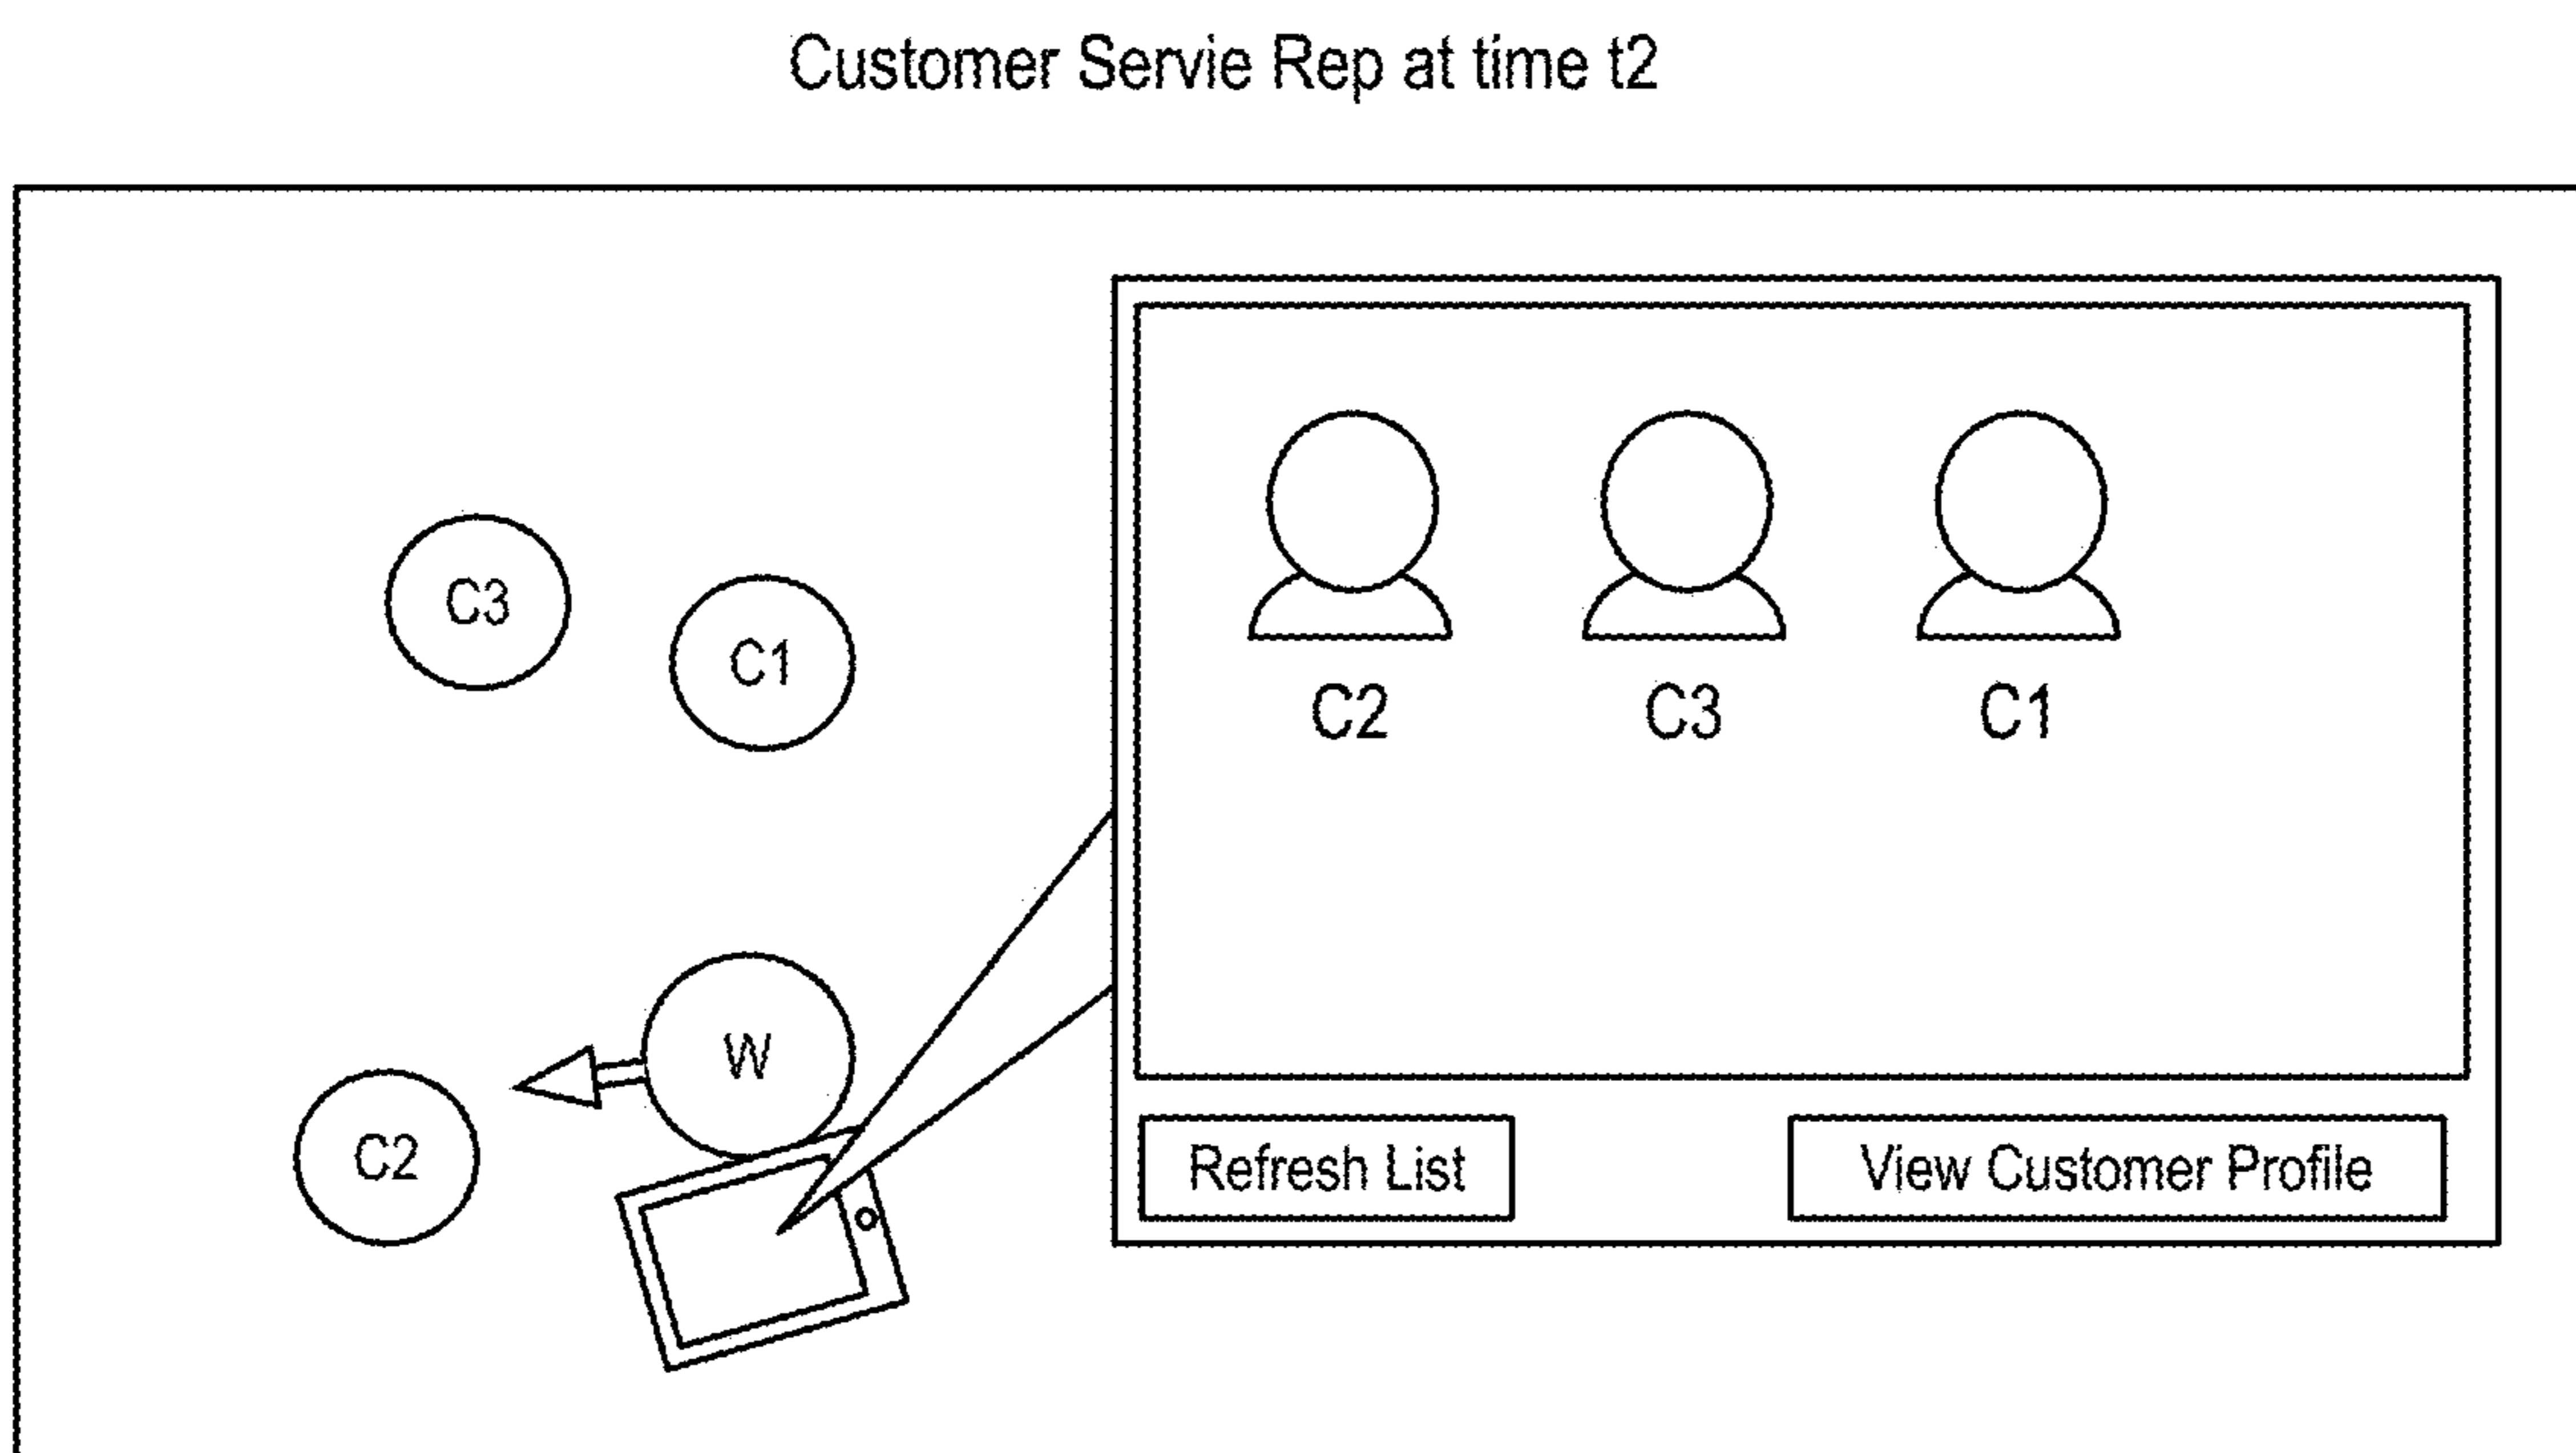 Customer Servie Rep at time t2
C3
C1
W
C2
C2 C3 C1
Refresh List View Customer Profile